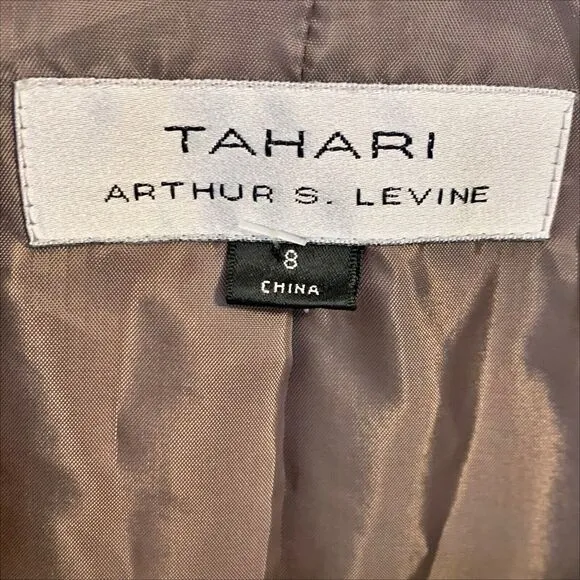 TAHARI
ARTHUR S. LEVINE
8
CHINA